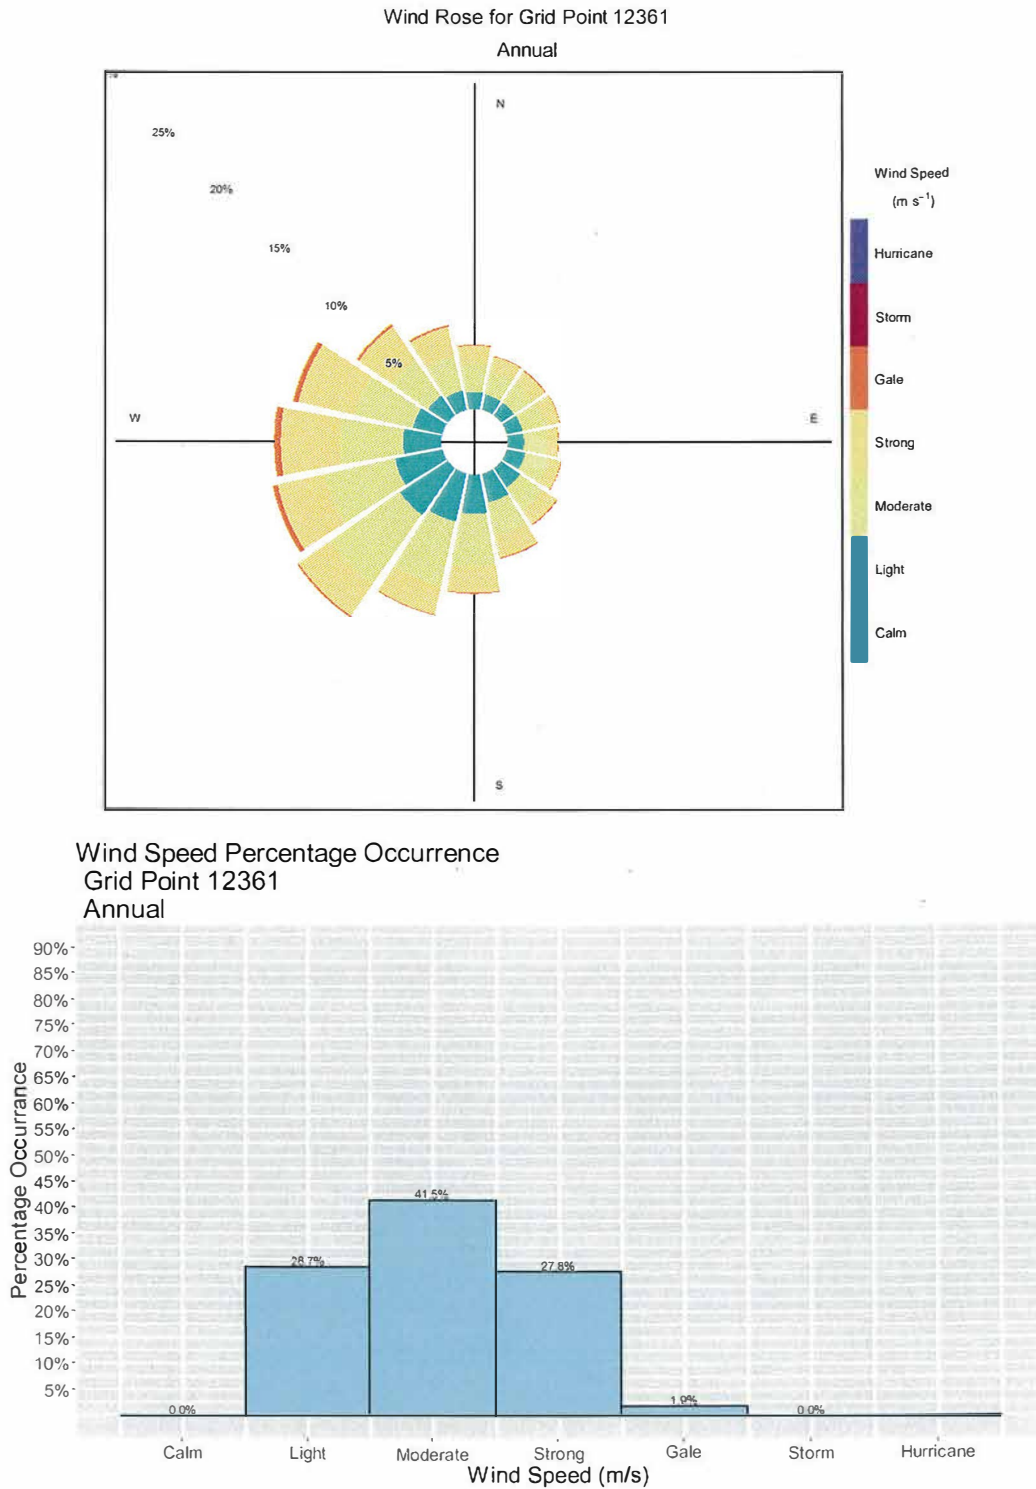 Wind Rose for Grid Point 12361
Annual
N
25%
20%
15%
10%
5%
W
E
S
Wind Speed
(m s⁻¹)
Hurricane
Storm
Gale
Strong
Moderate
Light
Calm
Wind Speed Percentage Occurrence
Grid Point 12361
Annual
90%
85%
80%
75%
70%
65%
60%
55%
50%
45%
40%
35%
30%
25%
20%
15%
10%
5%
Percentage Occurrance
0.0%
28.7%
41.5%
27.8%
1.9%
0.0%
Calm
Light
Moderate
Strong
Gale
Storm
Hurricane
Wind Speed (m/s)